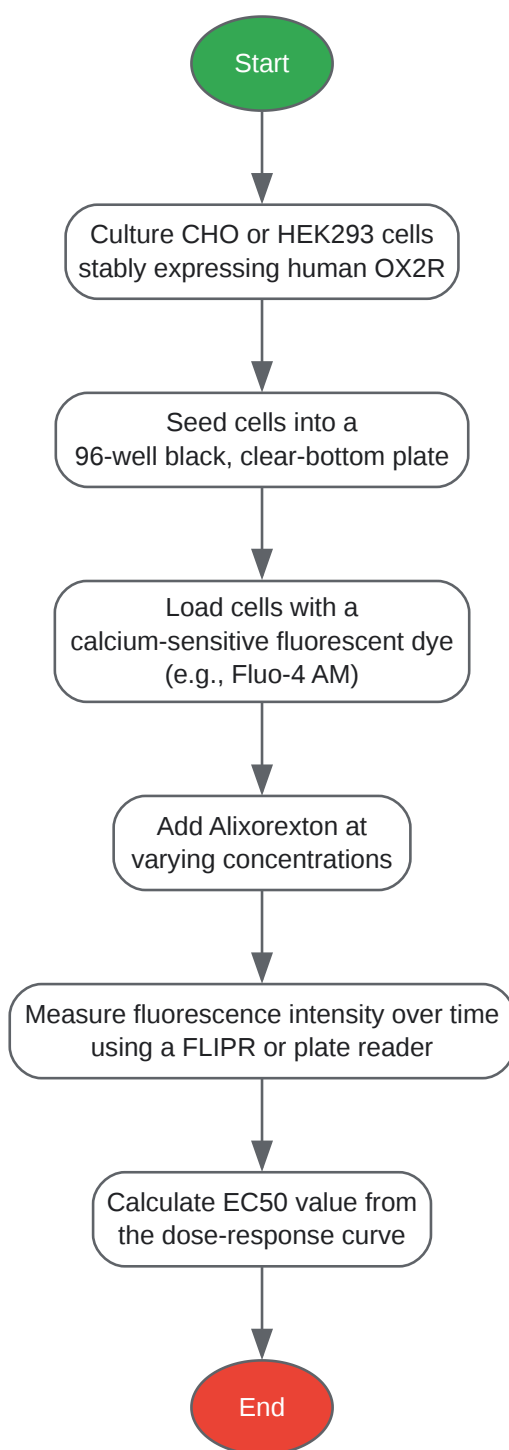 Start
Culture CHO or HEK293 cells
stably expressing human OX2R
Seed cells into a
96-well black, clear-bottom plate
Load cells with a
calcium-sensitive fluorescent dye
(e.g., Fluo-4 AM)
Add Alixorexton at
varying concentrations
Measure fluorescence intensity over time
using a FLIPR or plate reader
Calculate EC50 value from
the dose-response curve
End